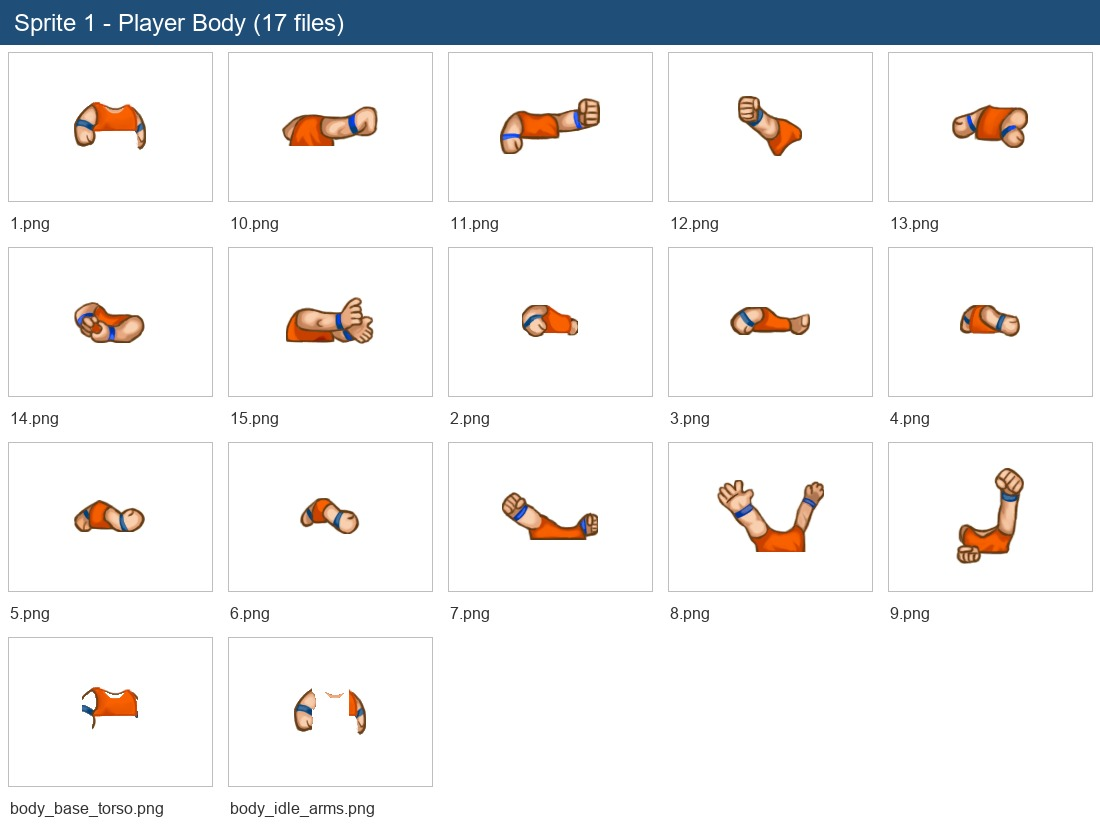 Sprite 1 - Player Body (17 files)
1.png
10.png
11.png
12.png
13.png
14.png
15.png
2.png
3.png
4.png
5.png
6.png
7.png
8.png
9.png
body_base_torso.png
body_idle_arms.png